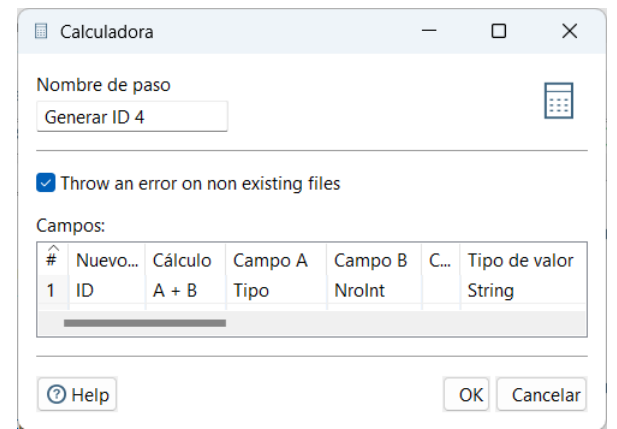 Calculadora
Nombre de paso
Generar ID 4
Throw an error on non existing files
Campos:
# Nuevo... Cálculo Campo A Campo B C... Tipo de valor
1 ID A + B Tipo NroInt String
Help OK Cancelar